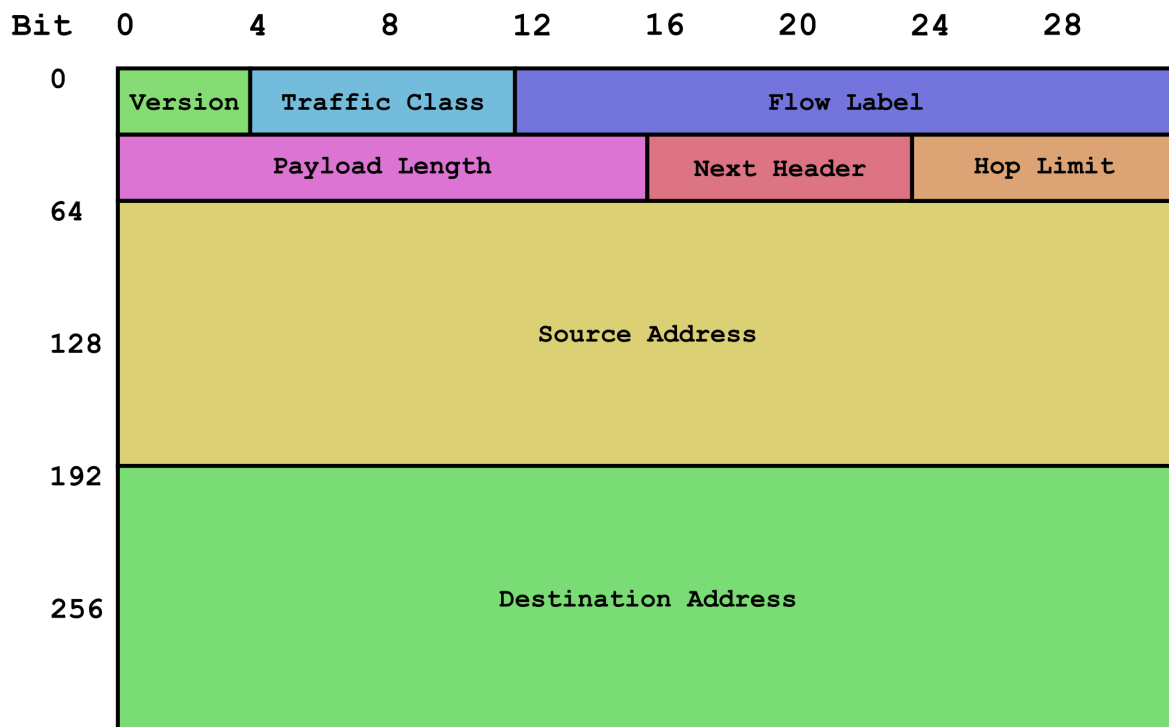 Bit 0 4 8 12 16 20 24 28
0 Version Traffic Class Flow Label
Payload Length Next Header Hop Limit
64
Source Address
128
192
Destination Address
256